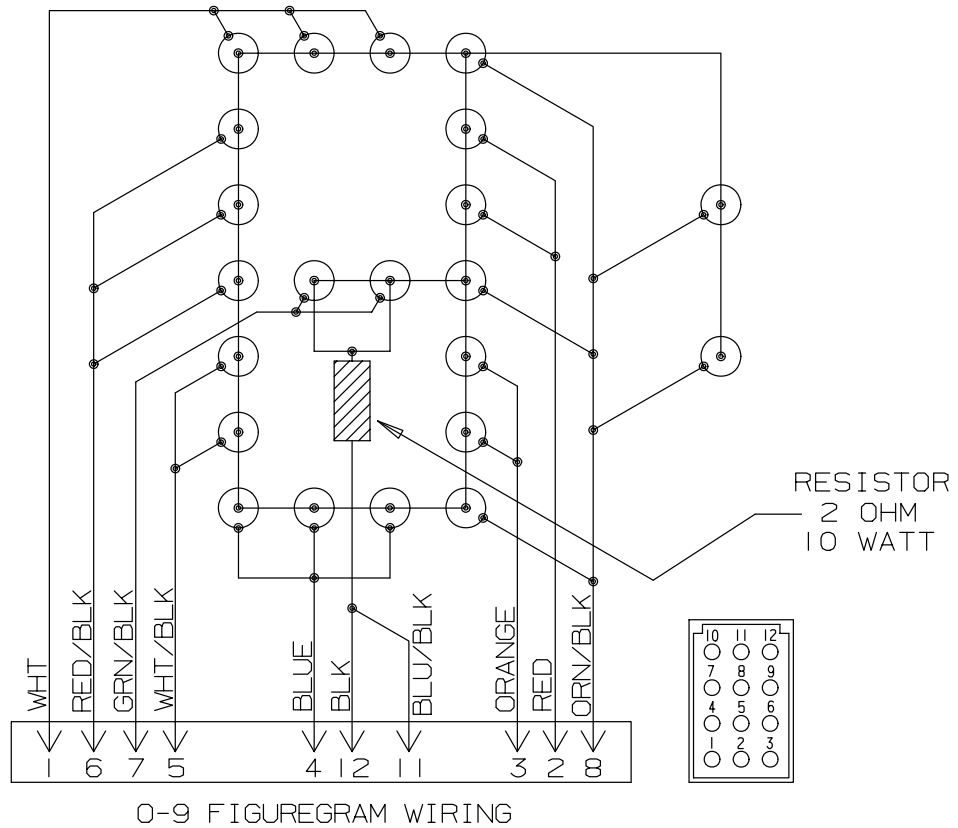 RESISTOR
2 OHM
10 WATT
WHT
RED/BLK
GRN/BLK
WHT/BLK
BLUE
BLK
BLU/BLK
ORANGE
RED
ORN/BLK
1 6 7 5 4 12 11 3 2 8
10 11 12
7 8 9
4 5 6
1 2 3
0-9 FIGUREGRAM WIRING